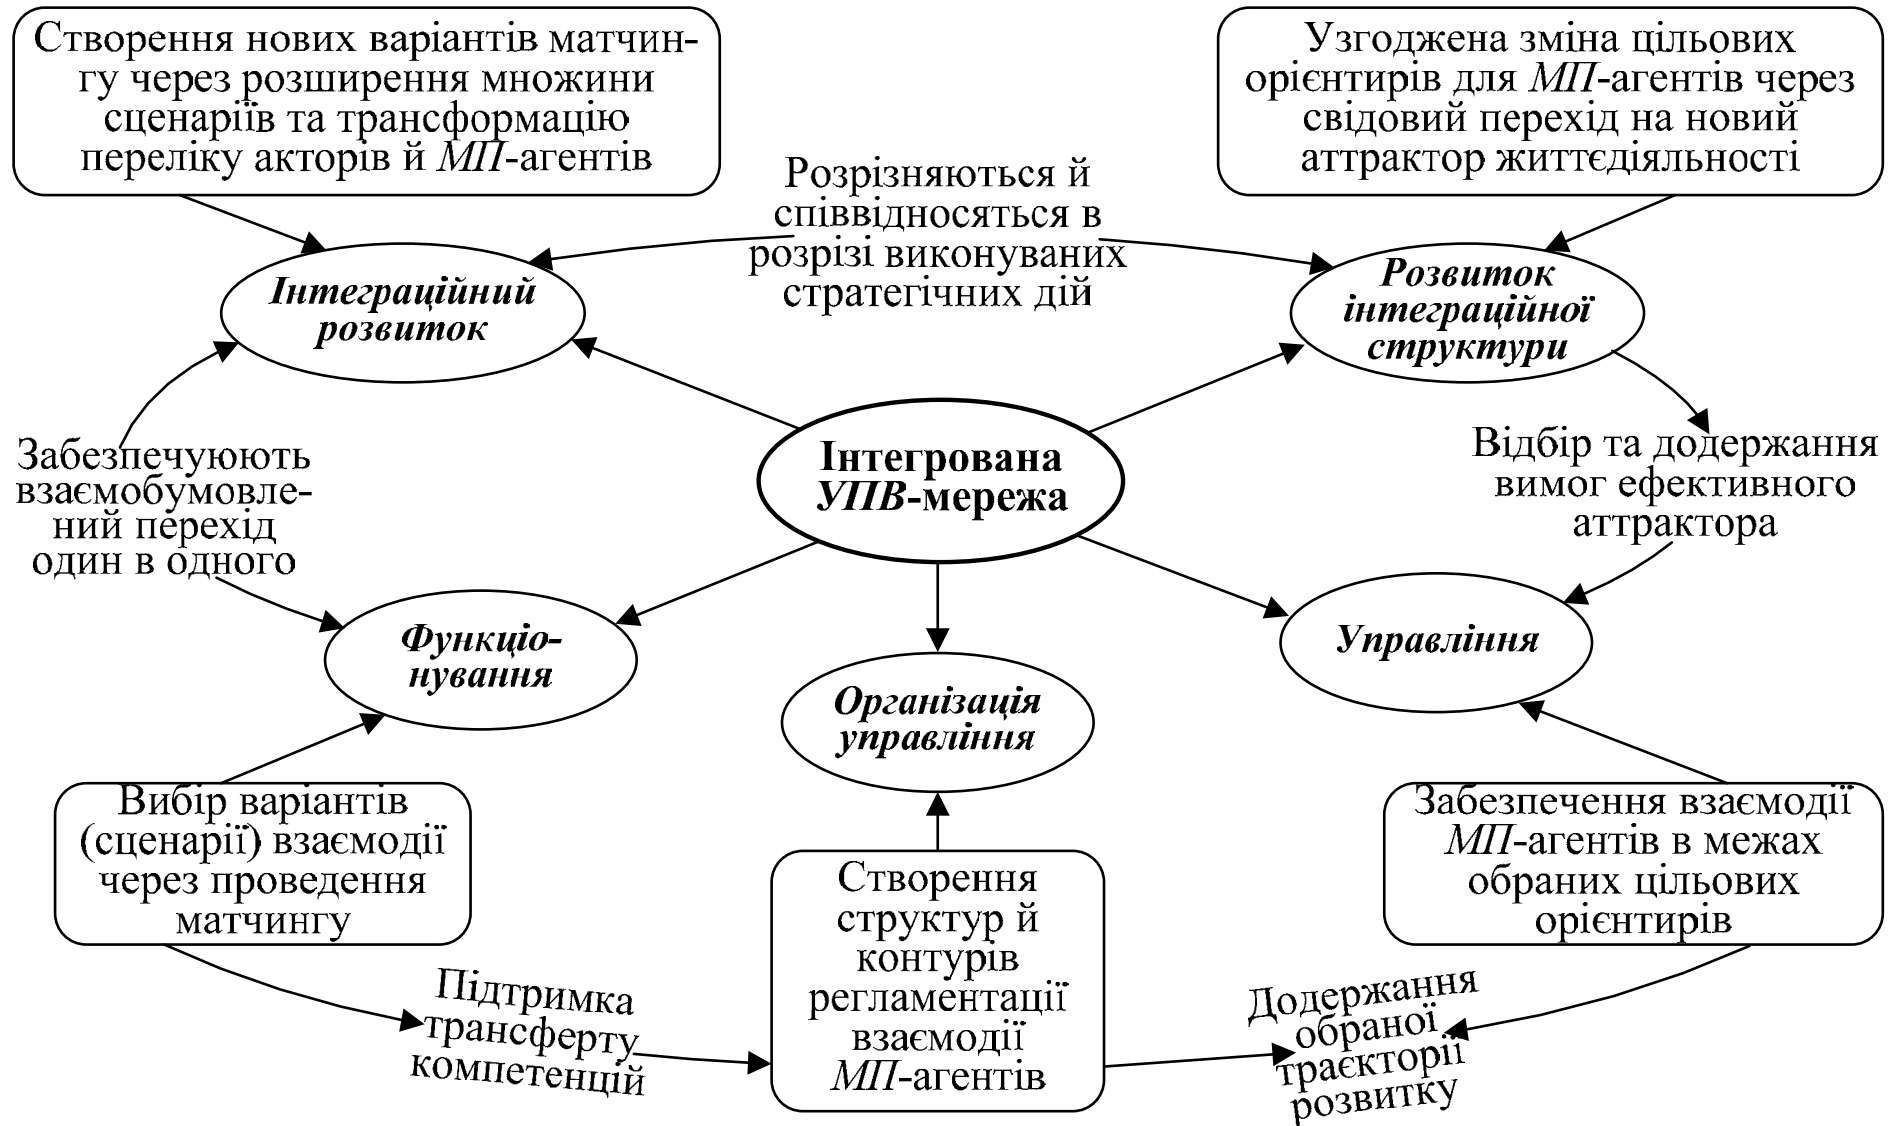 Створення нових варіантів матчин-
гу через розширення множини
сценаріїв та трансформацію
переліку акторів й МП-агентів
Узгоджена зміна цільових
орієнтирів для МП-агентів через
свідовий перехід на новий
аттрактор життєдіяльності
Розрізняються й
співвідносяться в
розрізі виконуваних
стратегічних дій
Інтеграційний
розвиток
Розвиток
інтеграційної
структури
Забезпечуюють
взаємобумовле-
ний перехід
один в одного
Інтегрована
УПВ-мережа
Відбір та додержання
вимог ефективного
аттрактора
Функціо-
нування
Організація
управління
Управління
Вибір варіантів
(сценарії) взаємодії
через проведення
матчингу
Створення
структур й
контурів
регламентації
взаємодії
МП-агентів
Забезпечення взаємодії
МП-агентів в межах
обраних цільових
орієнтирів
Підтримка
трансферту
компетенцій
Додержання
обраної
траєкторії
розвитку